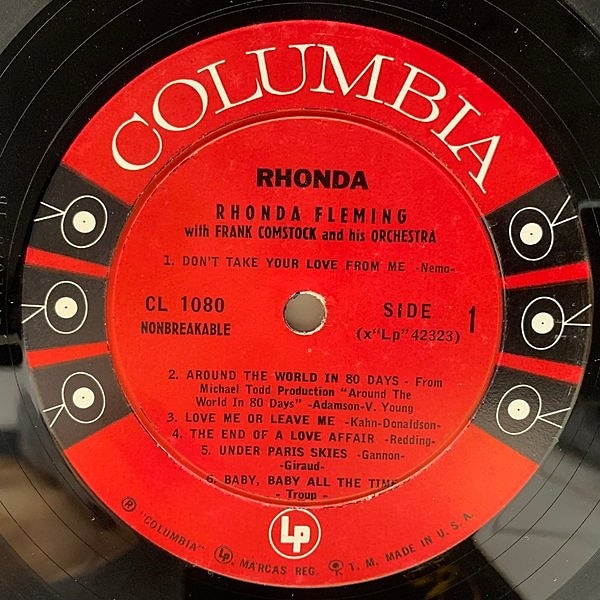 COLUMBIA
RHONDA
RHONDA FLEMING
with FRANK COMSTOCK and his ORCHESTRA
1. DON'T TAKE YOUR LOVE FROM ME -Nemo-
CL 1080
NONBREAKABLE
SIDE 1
(x"Lp" 42323)
2. AROUND THE WORLD IN 80 DAYS - From
Michael Todd Production "Around The
World In 80 Days" -Adamson-V. Young
3. LOVE ME OR LEAVE ME -Kahn-Donaldson-
4. THE END OF A LOVE AFFAIR -Redding-
5. UNDER PARIS SKIES -Gannon-
-Giraud-
6. BABY, BABY ALL THE TIME
- Troup -
Lp
® "COLUMBIA" Lp MARCAS REG. T. M. MADE IN U. S. A.